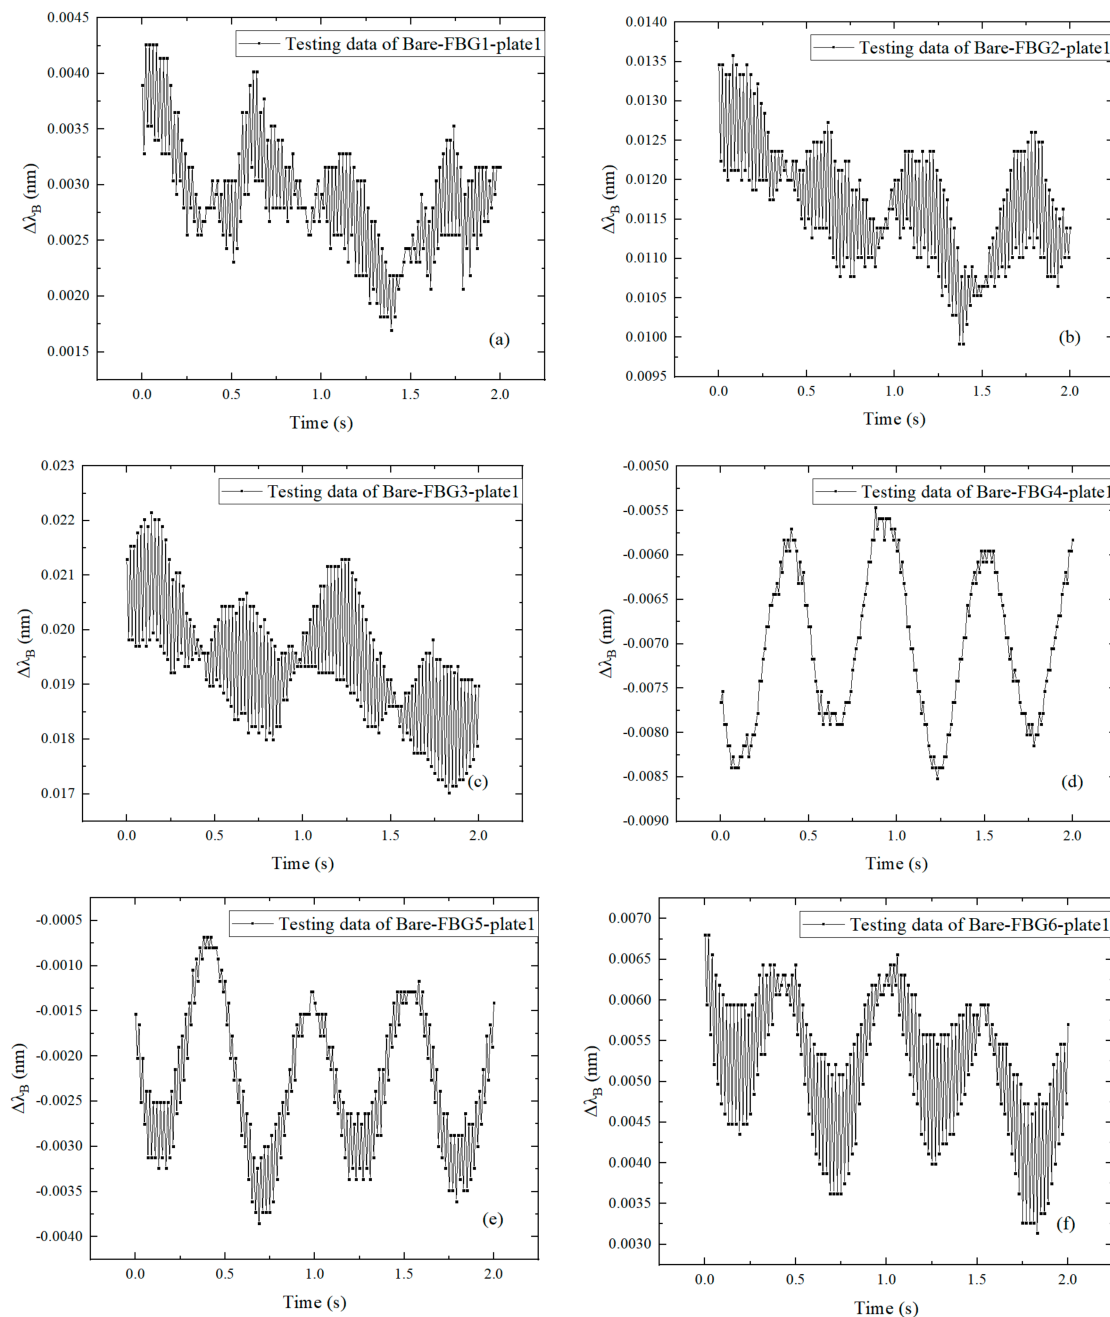 0.0045
0.0040
0.0035
0.0030
0.0025
0.0020
0.0015
ΔλB (nm)
Testing data of Bare-FBG1-plate1
(a)
0.0 0.5 1.0 1.5 2.0
Time (s)
0.0140
0.0135
0.0130
0.0125
0.0120
0.0115
0.0110
0.0105
0.0100
0.0095
ΔλB (nm)
Testing data of Bare-FBG2-plate1
(b)
0.0 0.5 1.0 1.5 2.0
Time (s)
0.023
0.022
0.021
0.020
0.019
0.018
0.017
ΔλB (nm)
Testing data of Bare-FBG3-plate1
(c)
0.0 0.5 1.0 1.5 2.0
Time (s)
-0.0050
-0.0055
-0.0060
-0.0065
-0.0070
-0.0075
-0.0080
-0.0085
-0.0090
ΔλB (nm)
Testing data of Bare-FBG4-plate1
(d)
0.0 0.5 1.0 1.5 2.0
Time (s)
-0.0005
-0.0010
-0.0015
-0.0020
-0.0025
-0.0030
-0.0035
-0.0040
ΔλB (nm)
Testing data of Bare-FBG5-plate1
(e)
0.0 0.5 1.0 1.5 2.0
Time (s)
0.0070
0.0065
0.0060
0.0055
0.0050
0.0045
0.0040
0.0035
0.0030
ΔλB (nm)
Testing data of Bare-FBG6-plate1
(f)
0.0 0.5 1.0 1.5 2.0
Time (s)